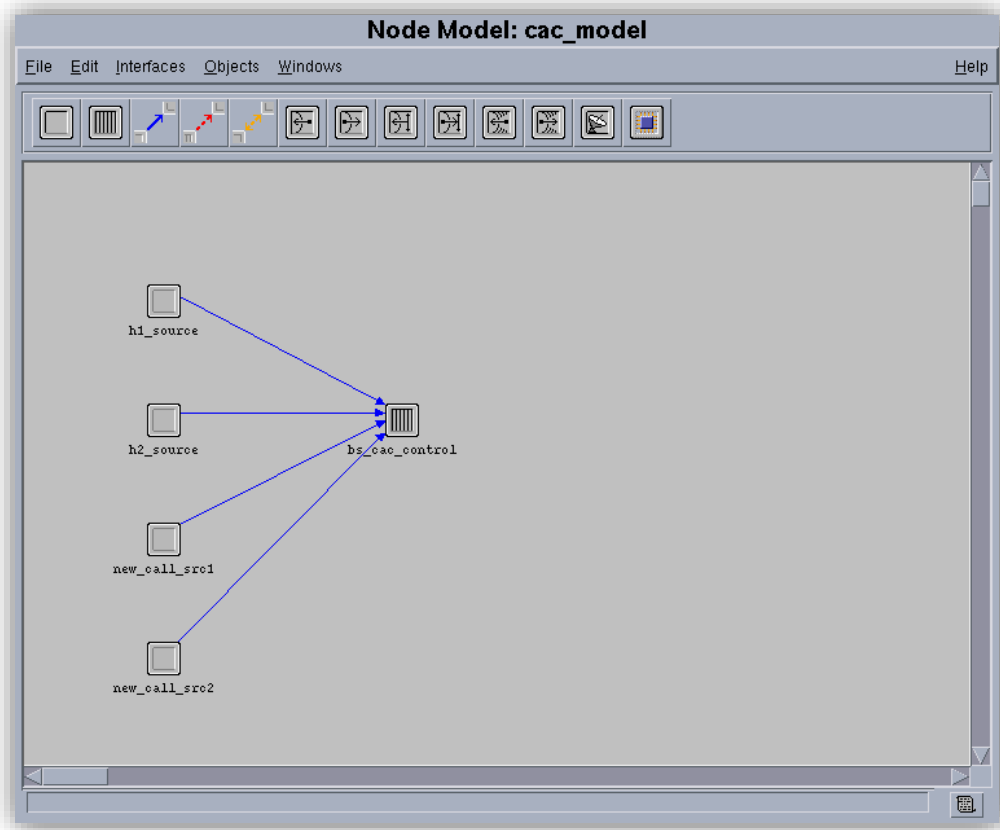 Node Model: cac_model
File Edit Interfaces Objects Windows Help
h1_source
h2_source
bs_cac_control
new_call_src1
new_call_src2